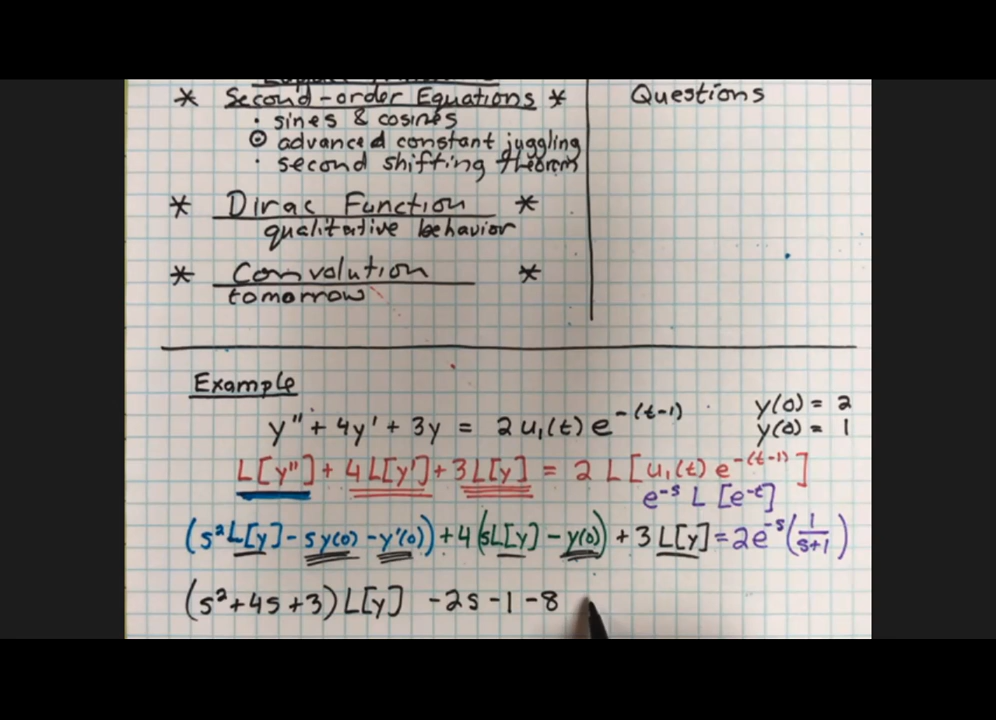 * Second-order Equations *
· sines & cosines
⊙ advanced constant juggling
· second shifting theorem
* Dirac Function *
qualitative behavior
* Convolution *
tomorrow
Questions
Example
y'' + 4y' + 3y = 2u₁(t) e^-(t-1)
y(0) = 2
y(0) = 1
L[y''] + 4L[y'] + 3L[y] = 2 L[u₁(t) e^-(t-1)]
e^-s L[e^-t]
(s²L[y] - sy(0) - y'(0)) + 4(sL[y] - y(0)) + 3L[y] = 2e^-s(1/(s+1))
(s² + 4s + 3)L[y] -2s -1 -8